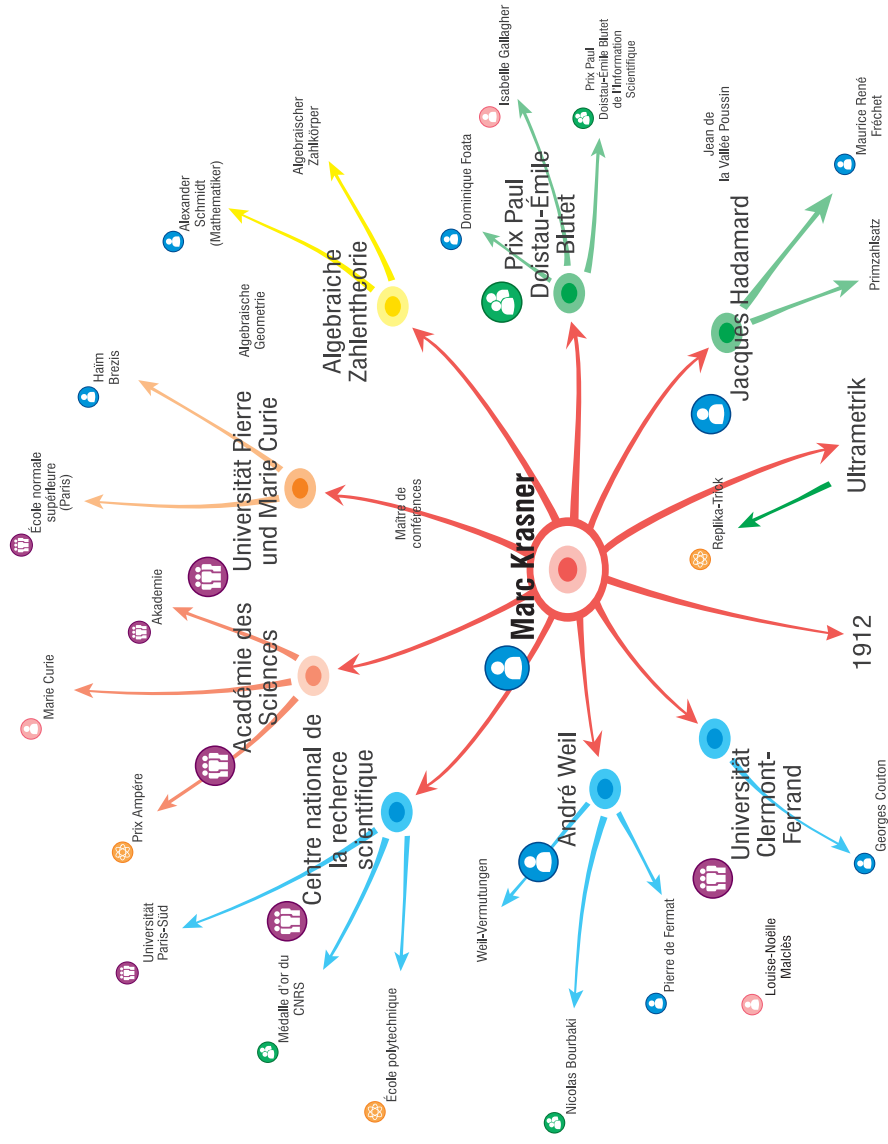 École normale
supérieure
(Paris)
Marie Curie
Haïm
Brezis
Prix Ampére
Universität
Paris-Süd
Akademie
Alexander
Schmidt
(Mathematiker)
Académie des
Sciences
Universität Pierre
und Marie Curie
Algebraische
Geometrie
Algebraischer
Zahlkörper
Médalle d'or du
CNRS
Centre national de
la recherce
scientifique
Algebraiche
Zahlentheorie
École polytechnique
Maître de
conférences
Dominique Foata
Isabelle Gallagher
Weil-Vermutungen
Marc Krasner
Prix Paul
Doistau-Émile
Blutet
Prix Paul
Doistau-Émile Blutet
de l'Information
Scientifique
Nicolas Bourbaki
André Weil
Pierre de Fermat
Universität
Clermont-
Ferrand
Replika-Trick
Jacques Hadamard
Jean de
la Vallée Poussin
Louise-Noëlle
Malclès
Georges Couton
1912
Ultrametrik
Primzahlsatz
Maurice René
Fréchet